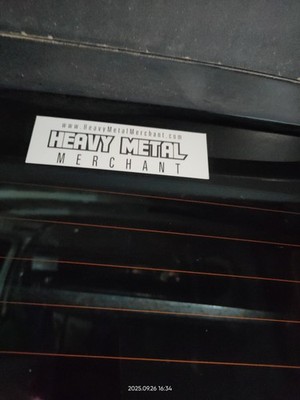 www.HeavyMetalMerchant.com
HEAVY METAL
MERCHANT
2025.09.26 16:34